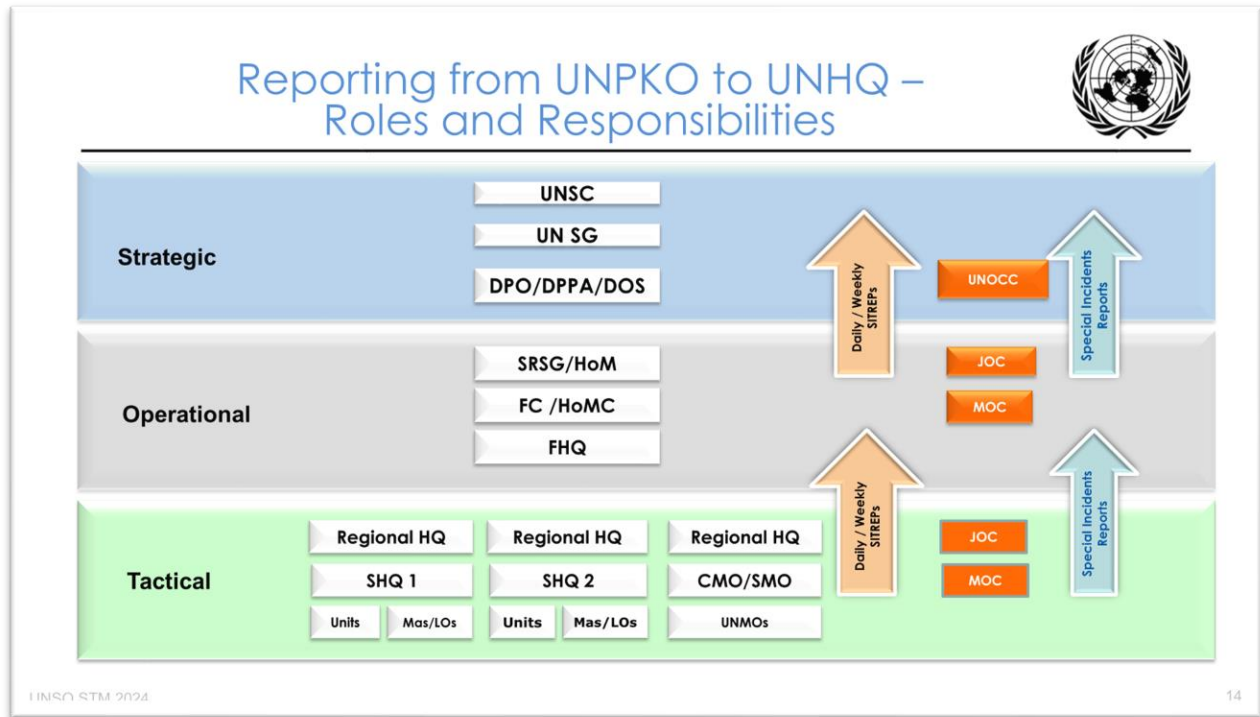 Reporting from UNPKO to UNHQ –
Roles and Responsibilities
Strategic
UNSC
UN SG
DPO/DPPA/DOS
Daily / Weekly
SITREPs
UNOCC
Special Incidents
Reports
Operational
SRSG/HoM
FC /HoMC
FHQ
JOC
MOC
Tactical
Regional HQ
Regional HQ
Regional HQ
SHQ 1
SHQ 2
CMO/SMO
Units
Mas/LOs
Units
Mas/LOs
UNMOs
Daily / Weekly
SITREPs
JOC
MOC
Special Incidents
Reports
UNSO STM 2024
14